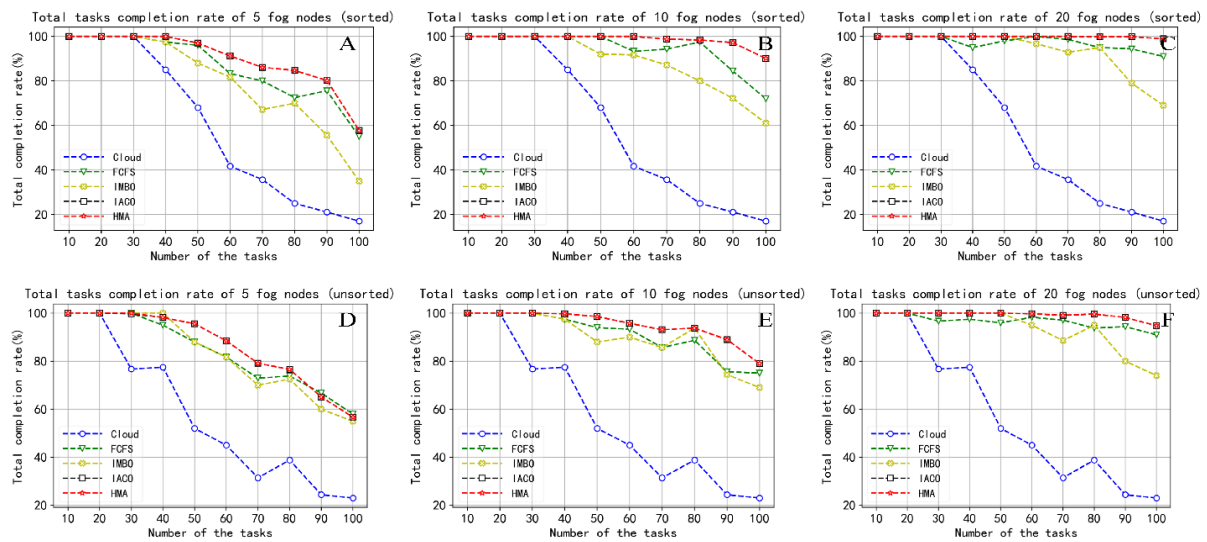 Total tasks completion rate of 5 fog nodes (sorted)
A
Total completion rate(%)
100
80
60
40
20
Cloud
FCFS
IMBO
IACO
HMA
10 20 30 40 50 60 70 80 90 100
Number of the tasks
Total tasks completion rate of 10 fog nodes (sorted)
B
Total completion rate(%)
100
80
60
40
20
Cloud
FCFS
IMBO
IACO
HMA
10 20 30 40 50 60 70 80 90 100
Number of the tasks
Total tasks completion rate of 20 fog nodes (sorted)
C
Total completion rate(%)
100
80
60
40
20
Cloud
FCFS
IMBO
IACO
HMA
10 20 30 40 50 60 70 80 90 100
Number of the tasks
Total tasks completion rate of 5 fog nodes (unsorted)
D
Total completion rate(%)
100
80
60
40
20
Cloud
FCFS
IMBO
IACO
HMA
10 20 30 40 50 60 70 80 90 100
Number of the tasks
Total tasks completion rate of 10 fog nodes (unsorted)
E
Total completion rate(%)
100
80
60
40
20
Cloud
FCFS
IMBO
IACO
HMA
10 20 30 40 50 60 70 80 90 100
Number of the tasks
Total tasks completion rate of 20 fog nodes (unsorted)
F
Total completion rate(%)
100
80
60
40
20
Cloud
FCFS
IMBO
IACO
HMA
10 20 30 40 50 60 70 80 90 100
Number of the tasks